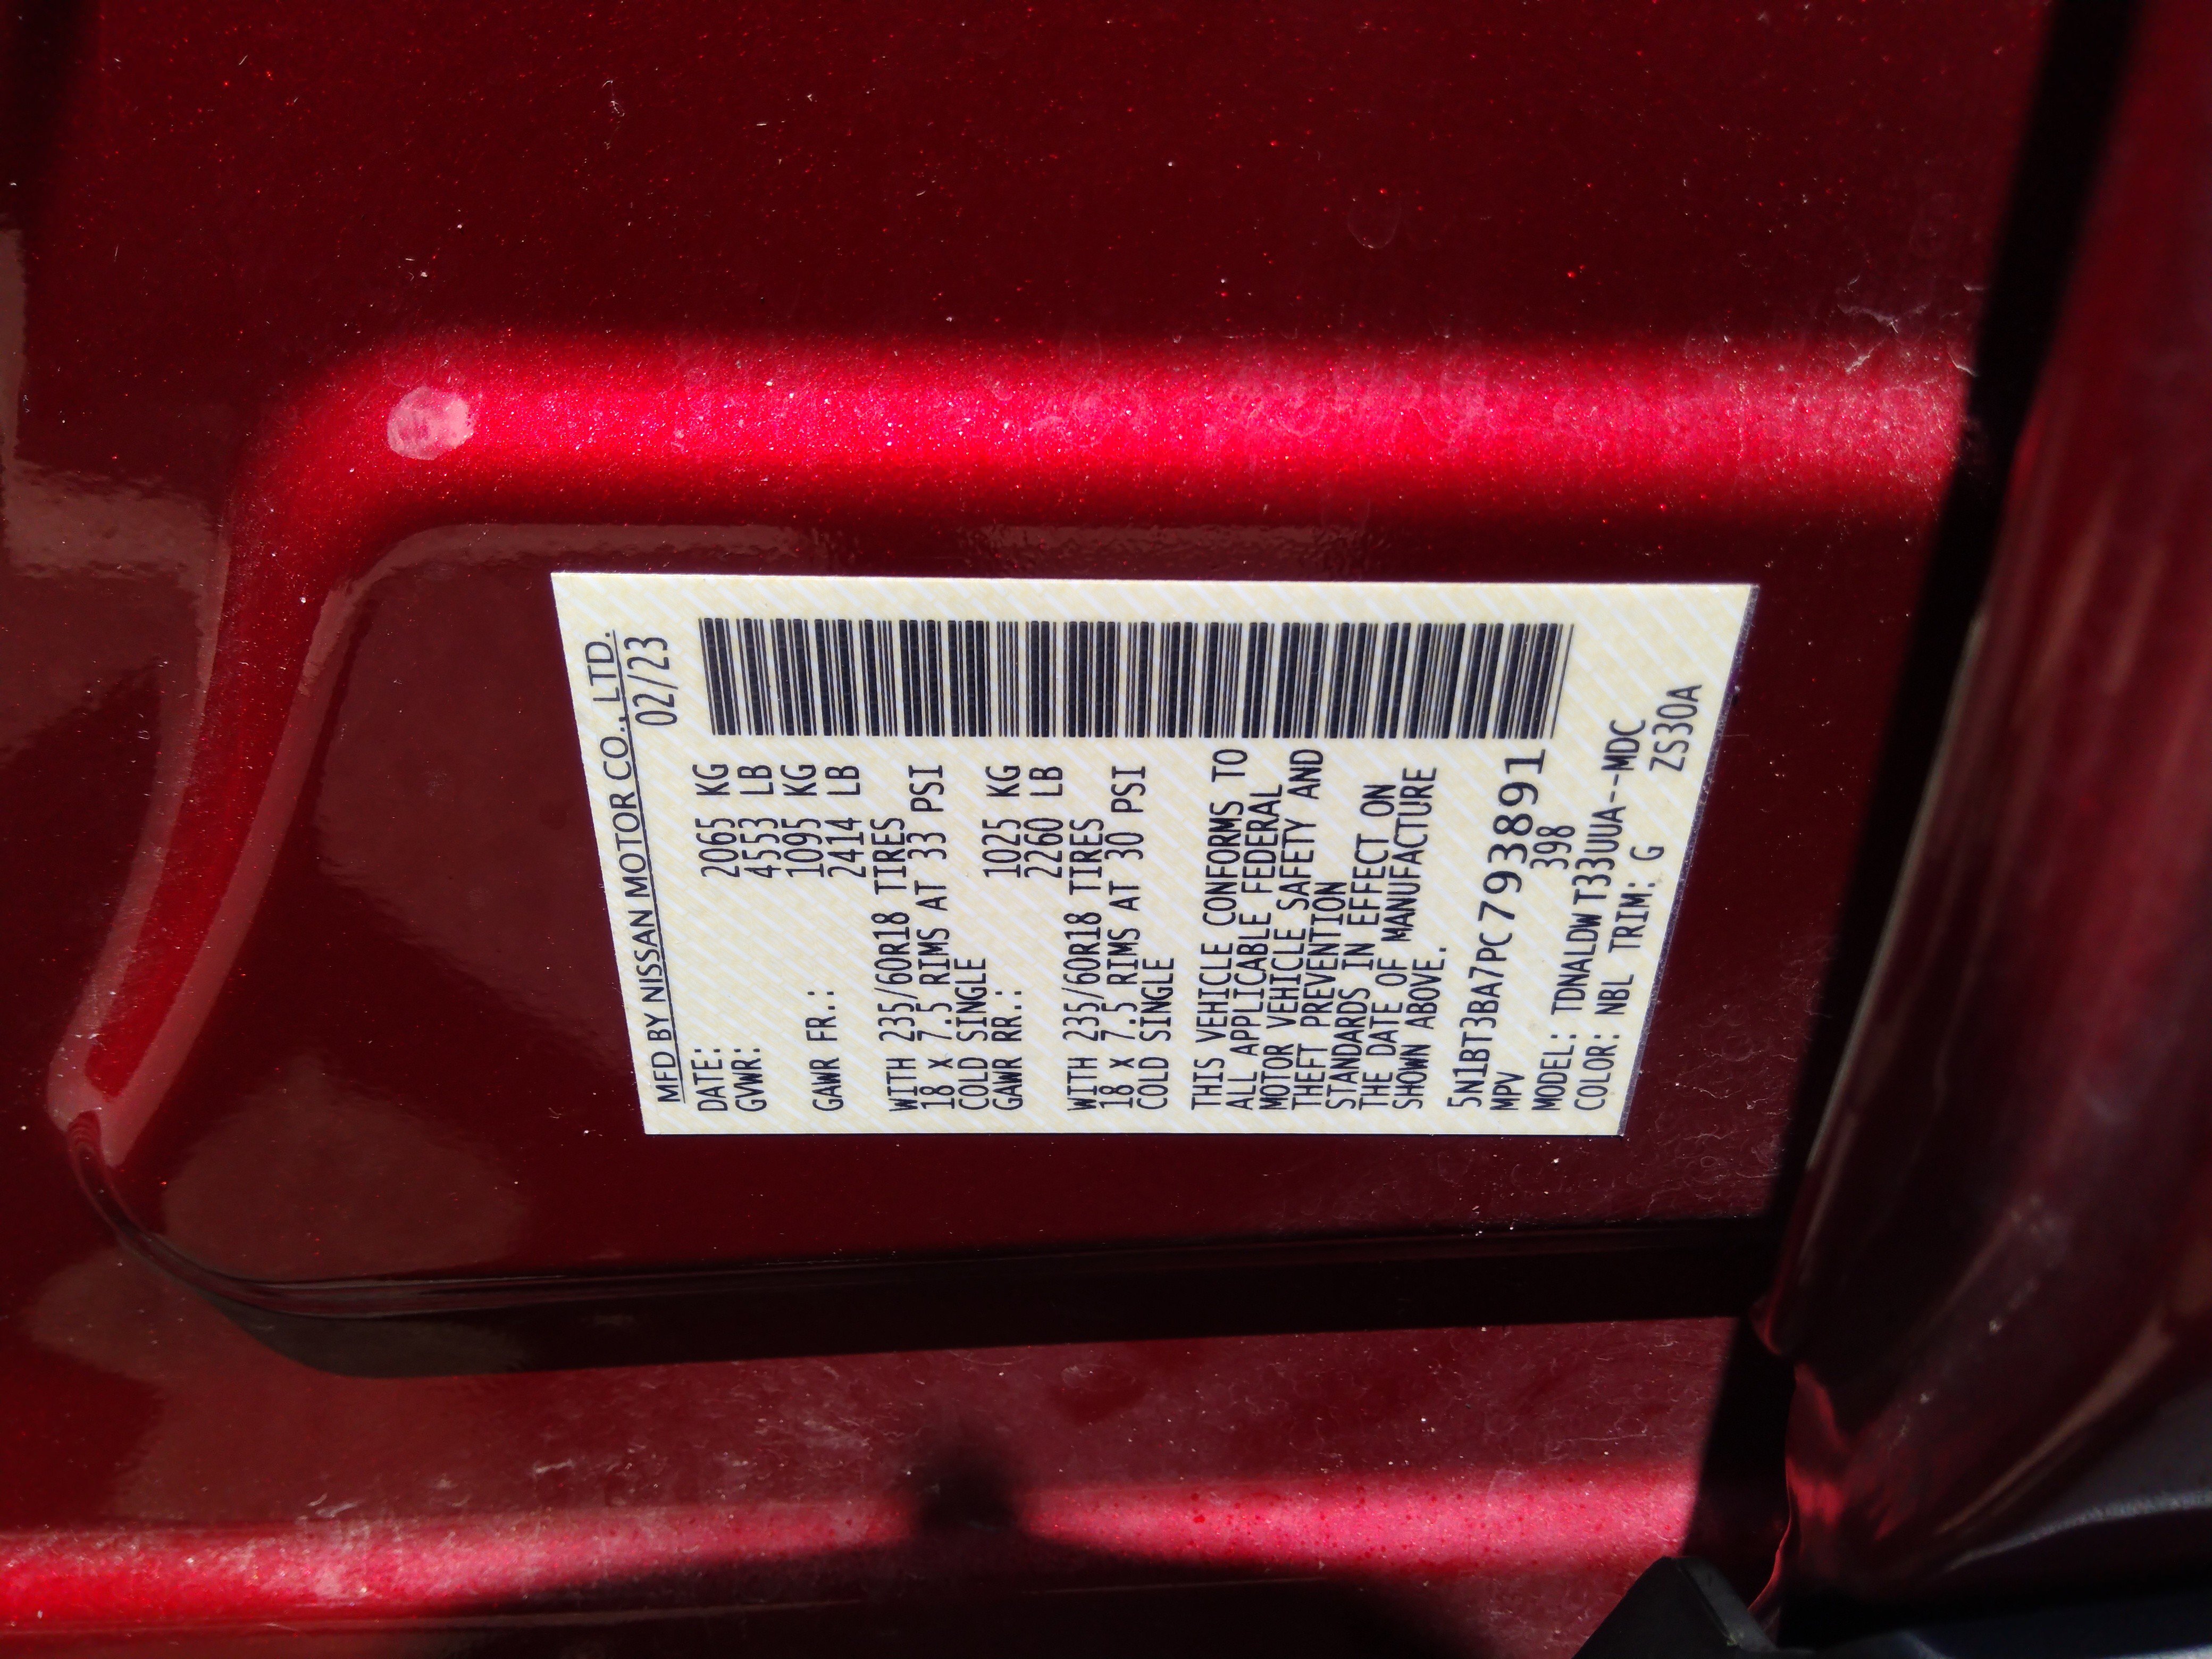 MFD BY NISSAN MOTOR CO., LTD.
DATE: 02/23
GVWR: 2065 KG
4553 LB
GAWR FR.: 1095 KG
2414 LB
WITH 235/60R18 TIRES
18 x 7.5 RIMS AT 33 PSI
COLD SINGLE
GAWR RR.: 1025 KG
2260 LB
WITH 235/60R18 TIRES
18 x 7.5 RIMS AT 30 PSI
COLD SINGLE
THIS VEHICLE CONFORMS TO
ALL APPLICABLE FEDERAL
MOTOR VEHICLE SAFETY AND
THEFT PREVENTION
STANDARDS IN EFFECT ON
THE DATE OF MANUFACTURE
SHOWN ABOVE.
5N1BT3BA7PC793891
MPV 398
MODEL: TDNALDWT33UUA--MDC
COLOR: NBL TRIM: G ZS30A